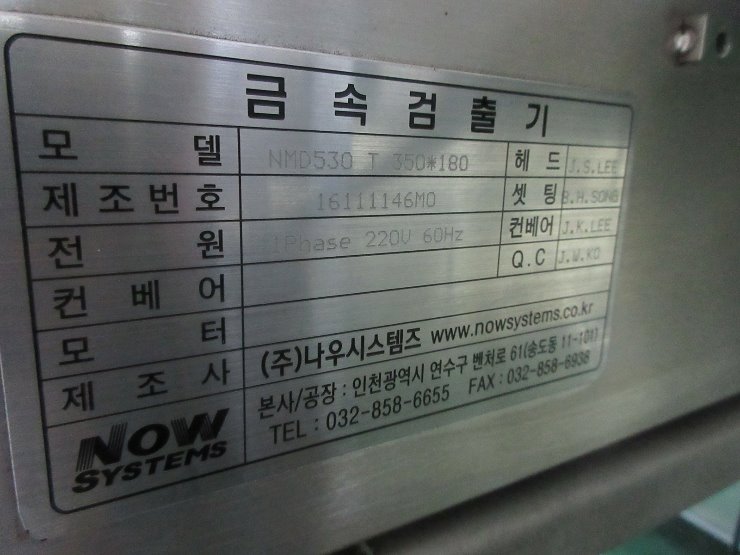 금속검출기
모 델 NMD530 T 350*180 헤 드 J.S.LEE
제조번호 16111146M0 셋 팅 B.H.SONG
전 원 1Phase 220V 60Hz 컨베어 J.K.LEE
컨 베 어 Q.C J.W.KO
모 터
제 조 사 (주)나우시스템즈 www.nowsystems.co.kr
본사/공장 : 인천광역시 연수구 벤처로 61(송도동 11-101)
TEL : 032-858-6655 FAX : 032-858-6938
NOW
SYSTEMS